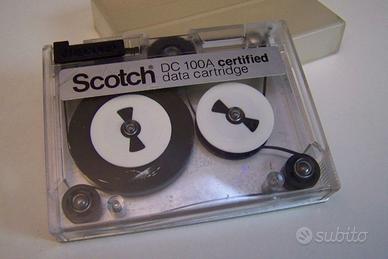 Scotch® DC 100A certified
data cartridge
subito